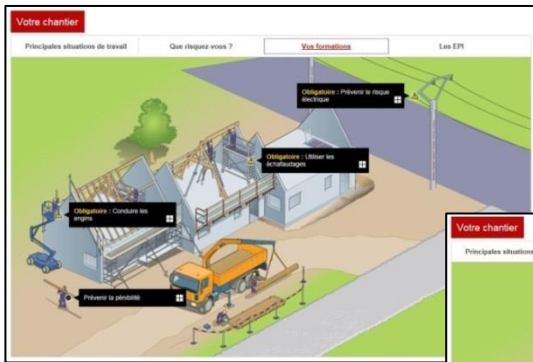 Votre chantier
Principales situations de travail
Que risquez vous ?
Vos formations
Les EPI
Obligatoire : Prévenir le risque
électrique
Obligatoire : Utiliser les
échafaudages
Obligatoire : Conduire les
engins
Prévenir la pénibilité
Votre chantier
Principales situations